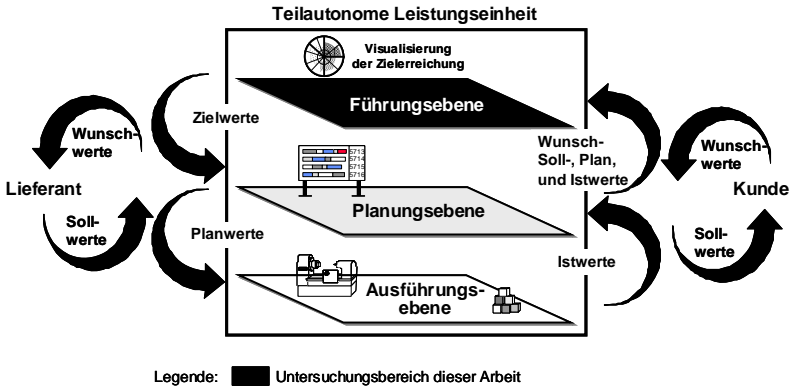 Teilautonome Leistungseinheit
Visualisierung
der Zielerreichung
Führungsebene
Zielwerte
Wunsch-
werte
Lieferant
Soll-
werte
5713
5714
5715
5716
Planungsebene
Planwerte
Wunsch-
Soll-, Plan,
und Istwerte
Wunsch-
werte
Kunde
Soll-
werte
Istwerte
Ausführungs-
ebene
Legende: Untersuchungsbereich dieser Arbeit